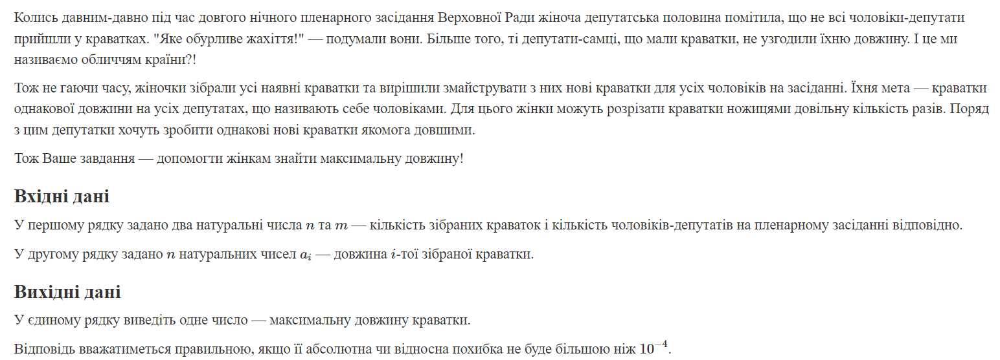 Колись давним-давно під час довгого нічного пленарного засідання Верховної Ради жіноча депутатська половина помітила, що не всі чоловіки-депутати
прийшли у краватках. "Яке обурливе жахіття!" — подумали вони. Більше того, ті депутати-самці, що мали краватки, не узгодили їхню довжину. І це ми
називаємо обличчям країни?!
Тож не гаючи часу, жіночки зібрали усі наявні краватки та вирішили змайструвати з них нові краватки для усіх чоловіків на засіданні. Їхня мета — краватки
однакової довжини на усіх депутатах, що називають себе чоловіками. Для цього жінки можуть розрізати краватки ножицями довільну кількість разів. Поряд
з цим депутатки хочуть зробити однакові нові краватки якомога довшими.
Тож Ваше завдання — допомогти жінкам знайти максимальну довжину!
Вхідні дані
У першому рядку задано два натуральні числа n та m — кількість зібраних краваток і кількість чоловіків-депутатів на пленарному засіданні відповідно.
У другому рядку задано n натуральних чисел a_i — довжина i-тої зібраної краватки.
Вихідні дані
У єдиному рядку виведіть одне число — максимальну довжину краватки.
Відповідь вважатиметься правильною, якщо її абсолютна чи відносна похибка не буде більшою ніж 10^{-4}.